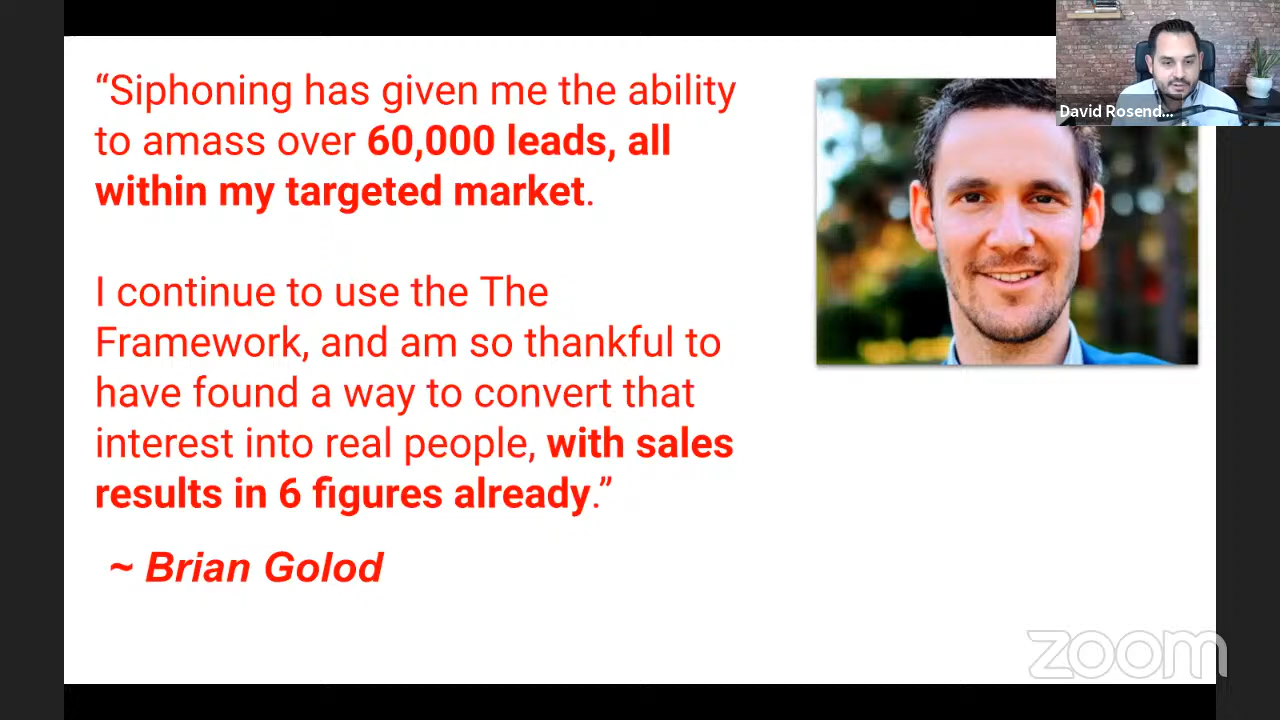 “Siphoning has given me the ability
to amass over 60,000 leads, all
within my targeted market.
I continue to use the The
Framework, and am so thankful to
have found a way to convert that
interest into real people, with sales
results in 6 figures already.”
~ Brian Golod
David Rosend...
zoom